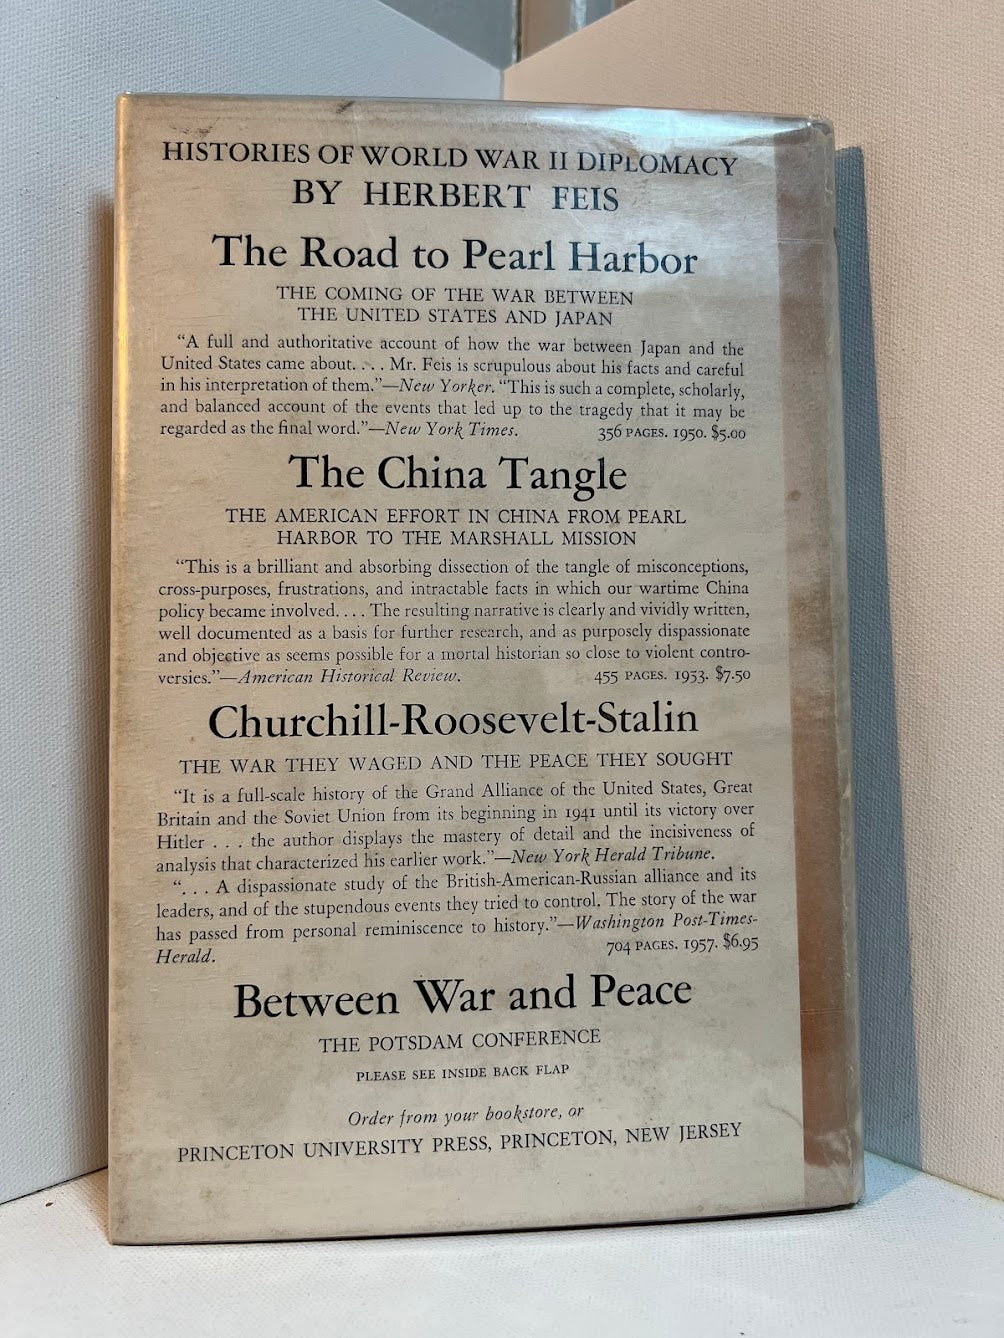 HISTORIES OF WORLD WAR II DIPLOMACY
BY HERBERT FEIS
The Road to Pearl Harbor
THE COMING OF THE WAR BETWEEN
THE UNITED STATES AND JAPAN
“A full and authoritative account of how the war between Japan and the
United States came about. . . . Mr. Feis is scrupulous about his facts and careful
in his interpretation of them.”—New Yorker. “This is such a complete, scholarly,
and balanced account of the events that led up to the tragedy that it may be
regarded as the final word.”—New York Times. 356 PAGES. 1950. $5.00
The China Tangle
THE AMERICAN EFFORT IN CHINA FROM PEARL
HARBOR TO THE MARSHALL MISSION
“This is a brilliant and absorbing dissection of the tangle of misconceptions,
cross-purposes, frustrations, and intractable facts in which our wartime China
policy became involved. . . . The resulting narrative is clearly and vividly written,
well documented as a basis for further research, and as purposely dispassionate
and objective as seems possible for a mortal historian so close to violent contro-
versies.”—American Historical Review. 455 PAGES. 1953. $7.50
Churchill-Roosevelt-Stalin
THE WAR THEY WAGED AND THE PEACE THEY SOUGHT
“It is a full-scale history of the Grand Alliance of the United States, Great
Britain and the Soviet Union from its beginning in 1941 until its victory over
Hitler . . . the author displays the mastery of detail and the incisiveness of
analysis that characterized his earlier work.”—New York Herald Tribune.
“. . . A dispassionate study of the British-American-Russian alliance and its
leaders, and of the stupendous events they tried to control. The story of the war
has passed from personal reminiscence to history.”—Washington Post-Times-
Herald. 704 PAGES. 1957. $6.95
Between War and Peace
THE POTSDAM CONFERENCE
PLEASE SEE INSIDE BACK FLAP
Order from your bookstore, or
PRINCETON UNIVERSITY PRESS, PRINCETON, NEW JERSEY